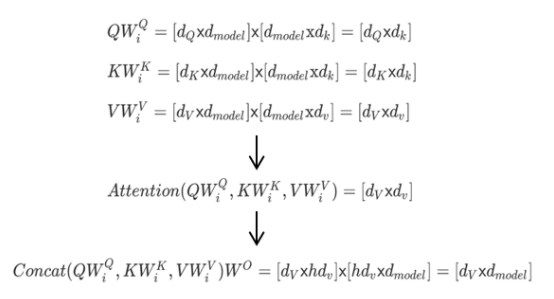 QW_i^Q = [d_Q x d_model] x [d_model x d_k] = [d_Q x d_k]
KW_i^K = [d_K x d_model] x [d_model x d_k] = [d_K x d_k]
VW_i^V = [d_V x d_model] x [d_model x d_v] = [d_V x d_v]
Attention(QW_i^Q, KW_i^K, VW_i^V) = [d_V x d_v]
Concat(QW_i^Q, KW_i^K, VW_i^V)W^O = [d_V x hd_v] x [hd_v x d_model] = [d_V x d_model]